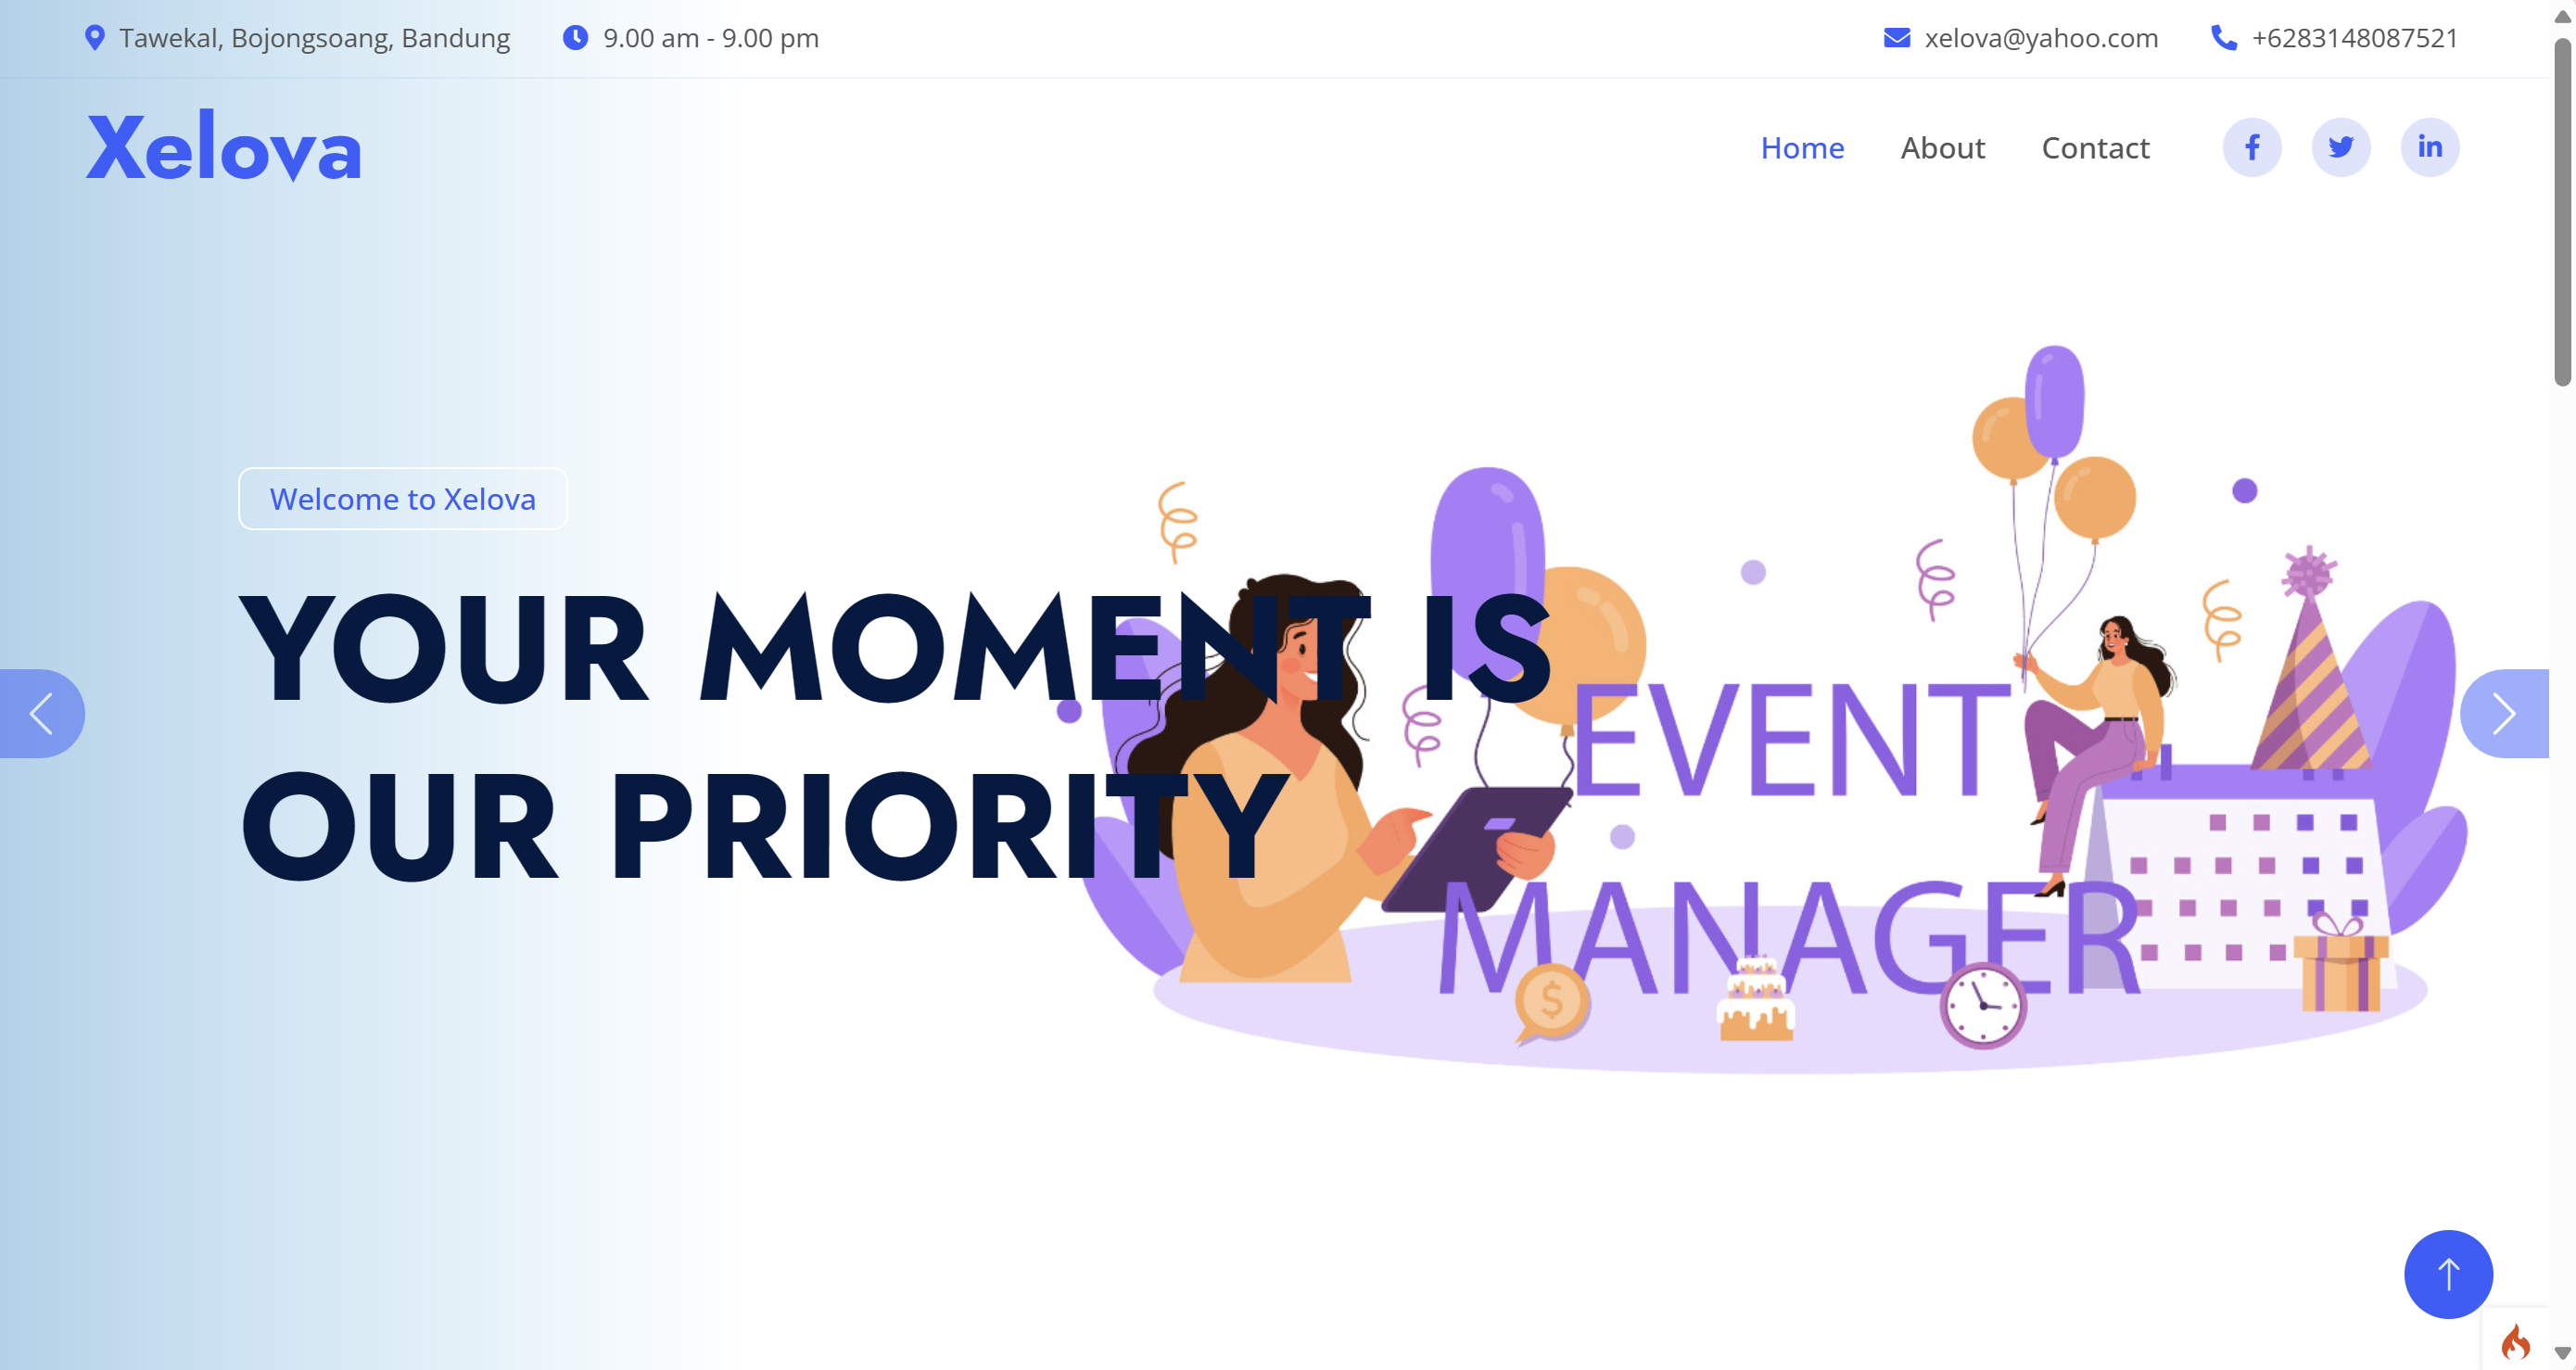 Tawekal, Bojongsoang, Bandung
9.00 am - 9.00 pm
xelova@yahoo.com
+6283148087521
Xelova
Home
About
Contact
Welcome to Xelova
YOUR MOMENT IS
OUR PRIORITY
EVENT
MANAGER
$